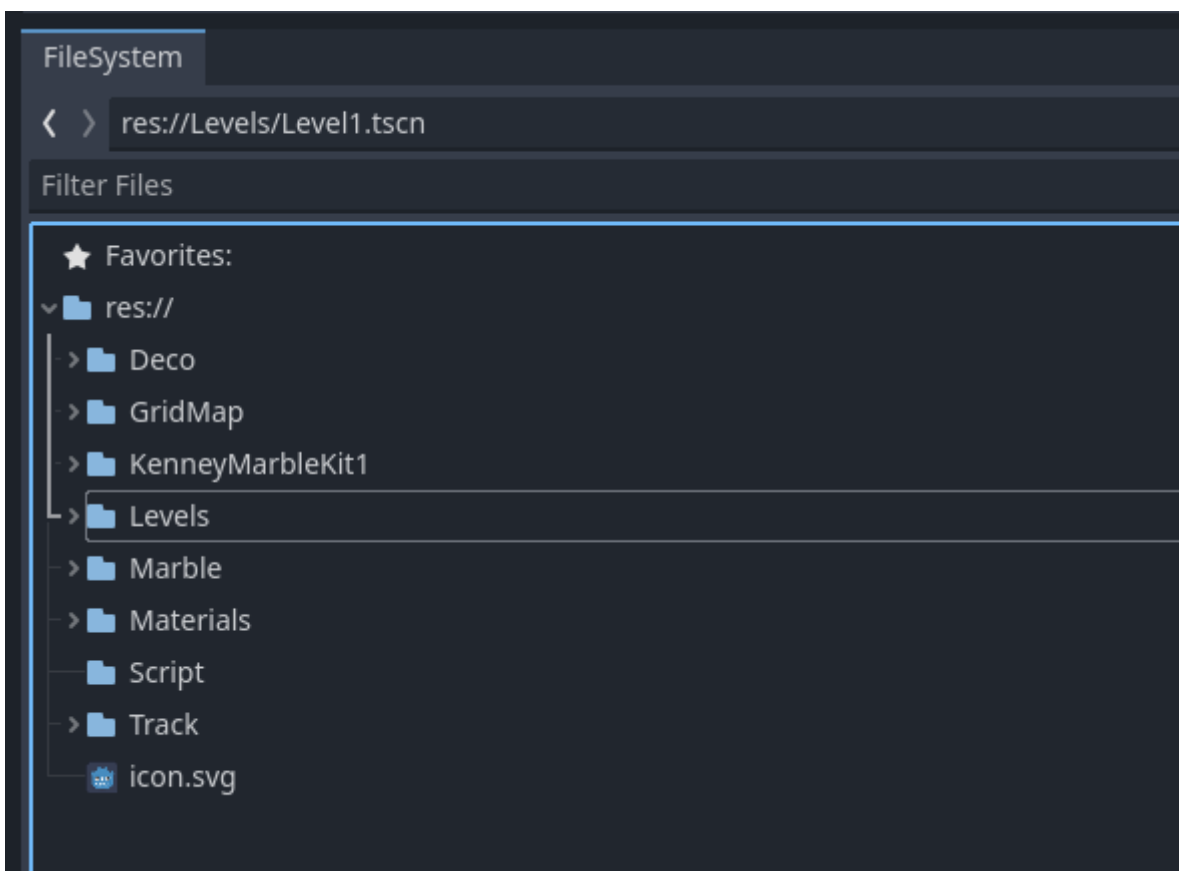 FileSystem
res://Levels/Level1.tscn
Filter Files
Favorites:
res://
Deco
GridMap
KenneyMarbleKit1
Levels
Marble
Materials
Script
Track
icon.svg